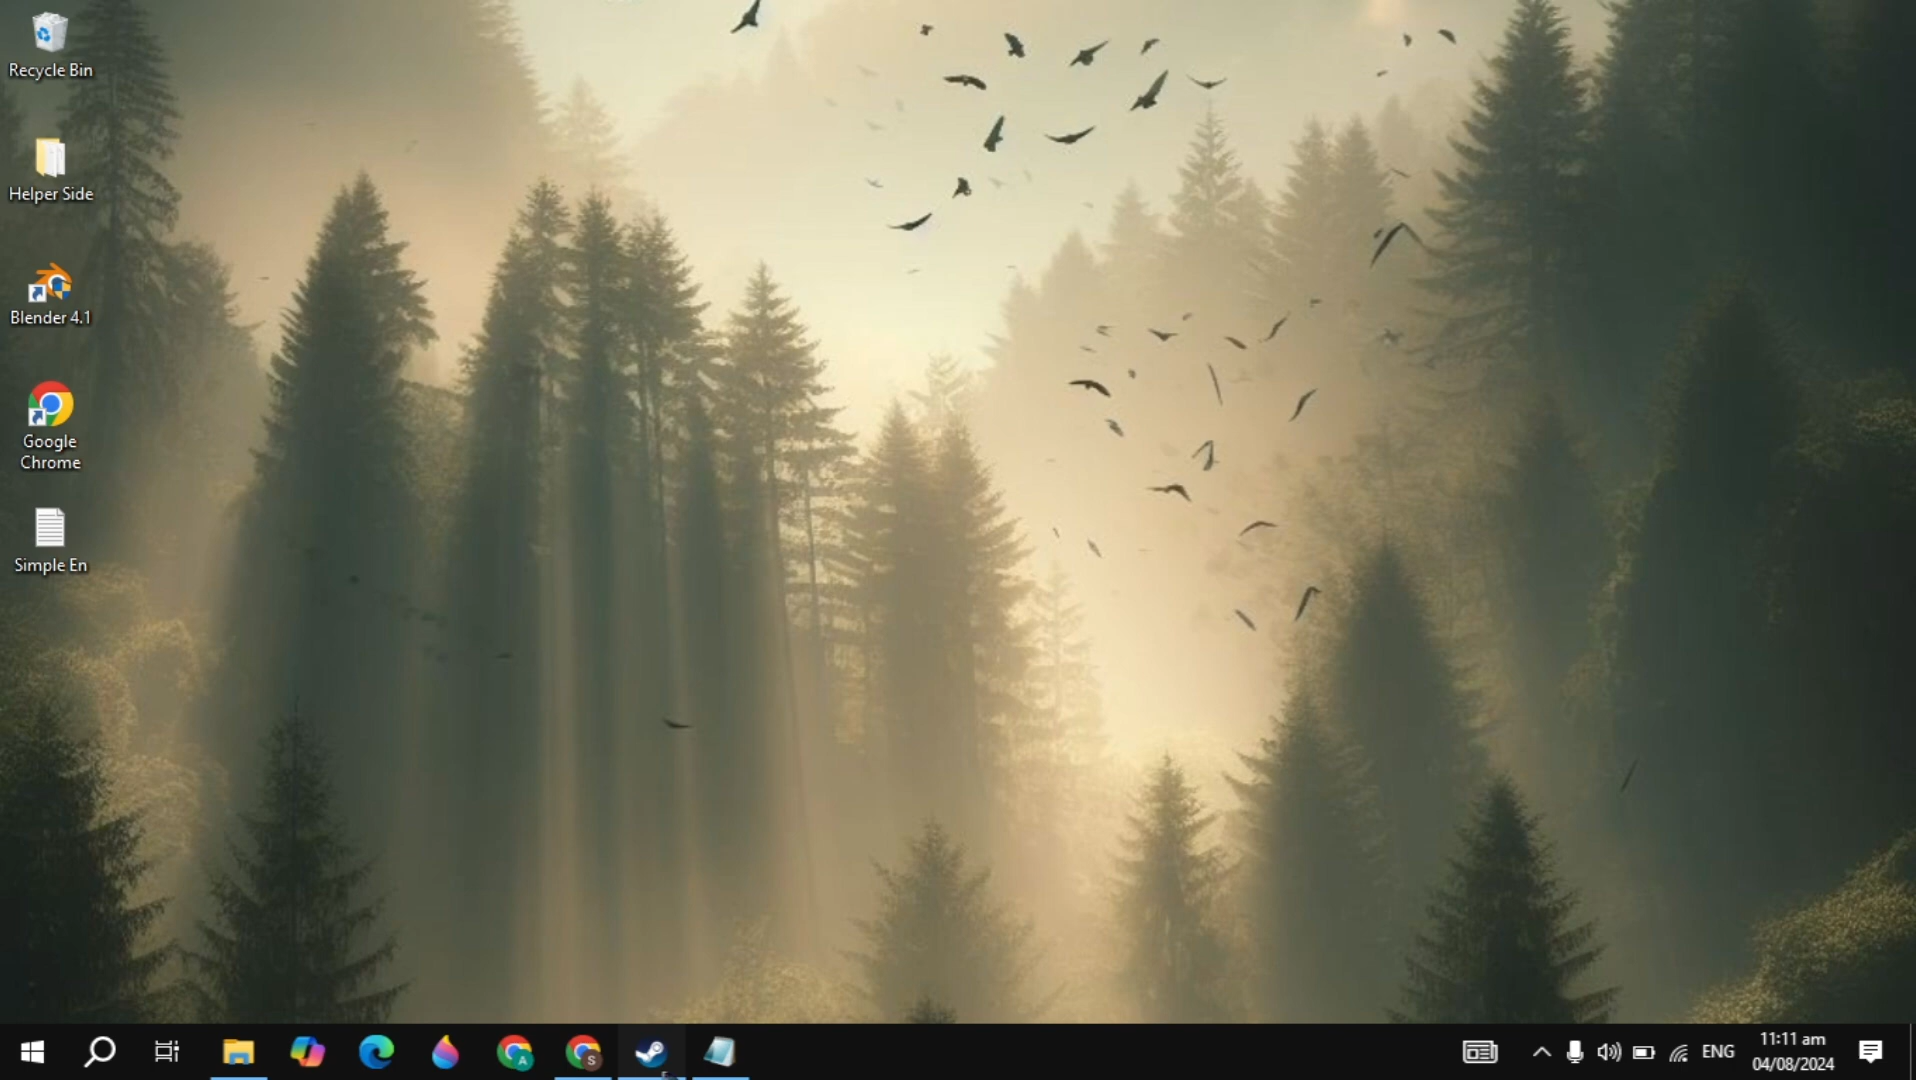 Recycle Bin
Helper Side
Blender 4.1
Google
Chrome
Simple En
A
S
ENG
11:11 am
04/08/2024